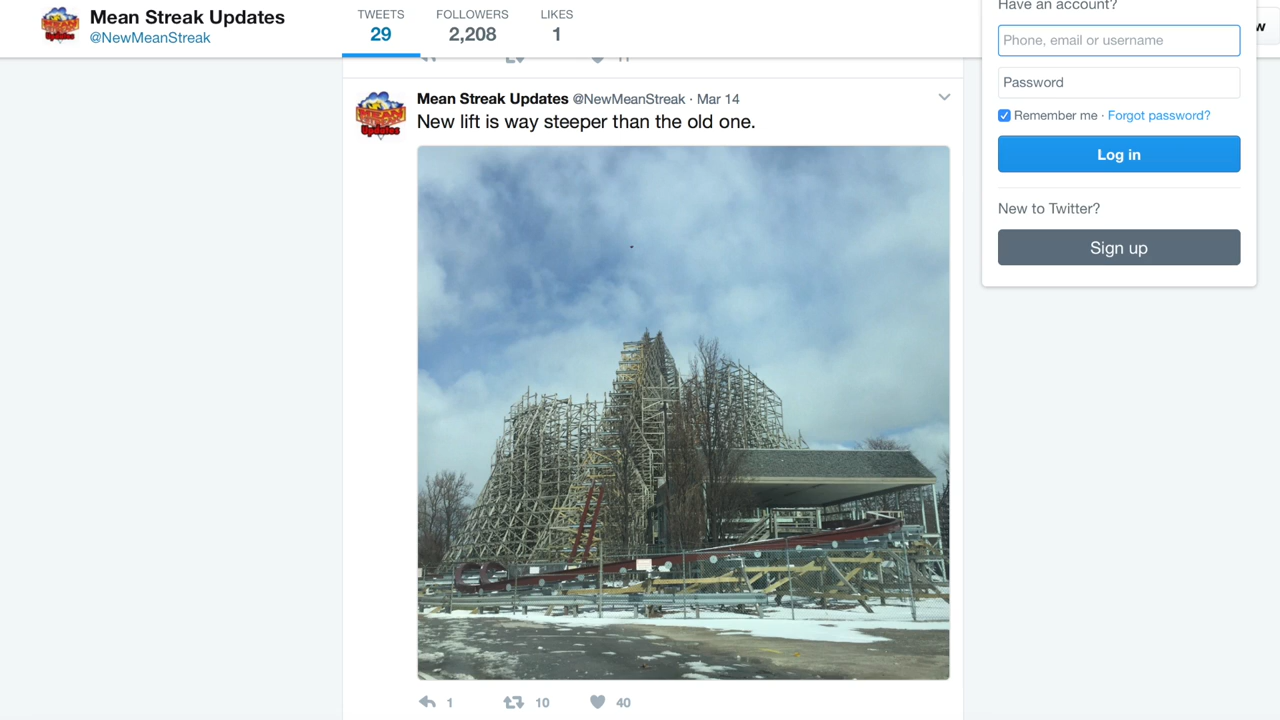 Mean Streak Updates
@NewMeanStreak
TWEETS
29
FOLLOWERS
2,208
LIKES
1
Have an account?
Phone, email or username
Password
Remember me · Forgot password?
Log in
New to Twitter?
Sign up
Mean Streak Updates @NewMeanStreak · Mar 14
New lift is way steeper than the old one.
MEAN
Updates
1
10
40